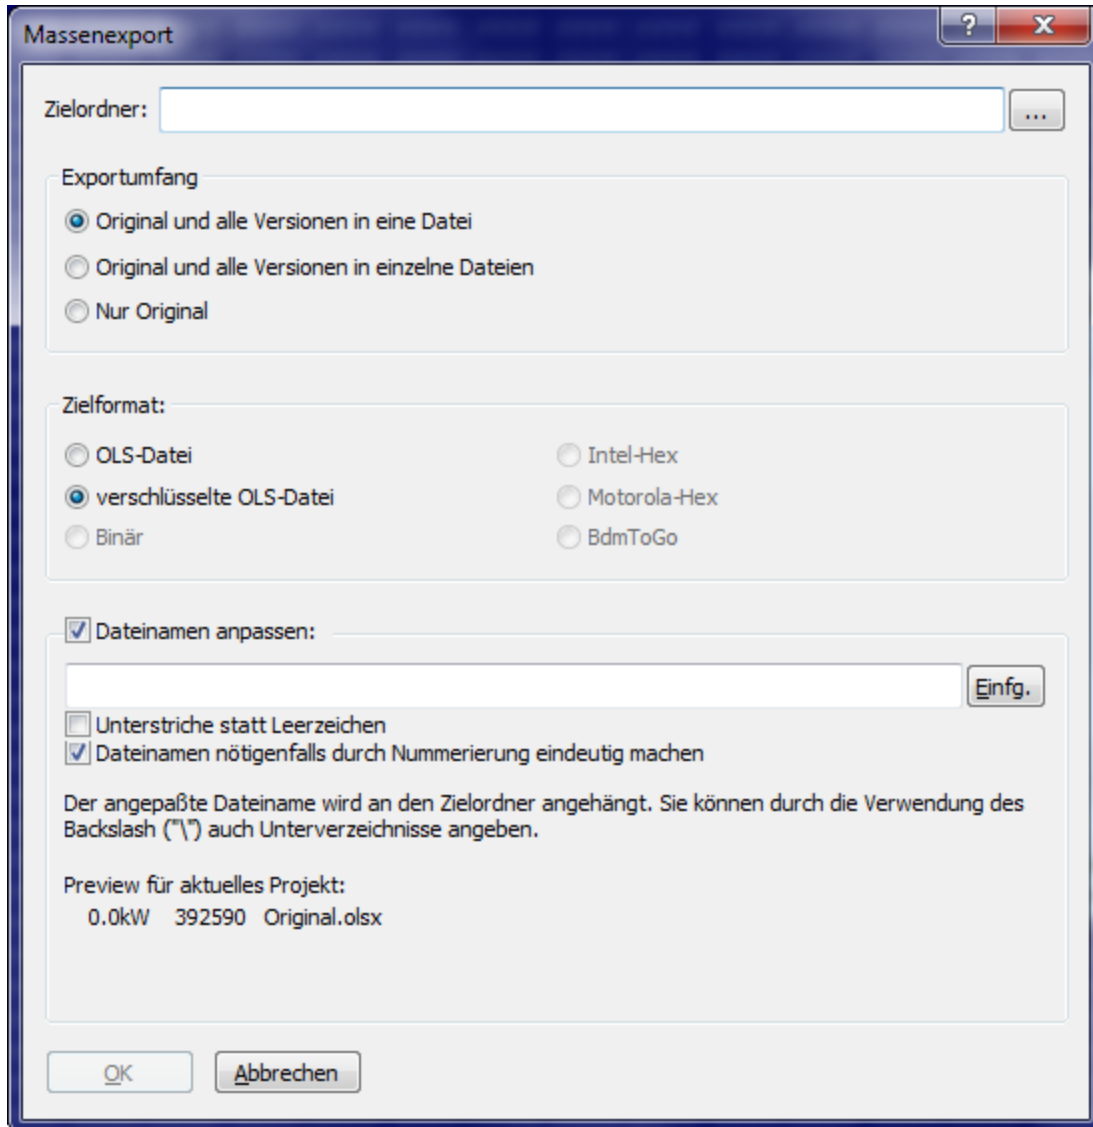 Massenexport
?
Zielordner:
...
Exportumfang
Original und alle Versionen in eine Datei
Original und alle Versionen in einzelne Dateien
Nur Original
Zielformat:
OLS-Datei
Intel-Hex
verschlüsselte OLS-Datei
Motorola-Hex
Binär
BdmToGo
Dateinamen anpassen:
Einfg.
Unterstriche statt Leerzeichen
Dateinamen nötigenfalls durch Nummerierung eindeutig machen
Der angepaßte Dateiname wird an den Zielordner angehängt. Sie können durch die Verwendung des
Backslash ("\") auch Unterverzeichnisse angeben.
Preview für aktuelles Projekt:
0.0kW 392590 Original.olsx
OK Abbrechen